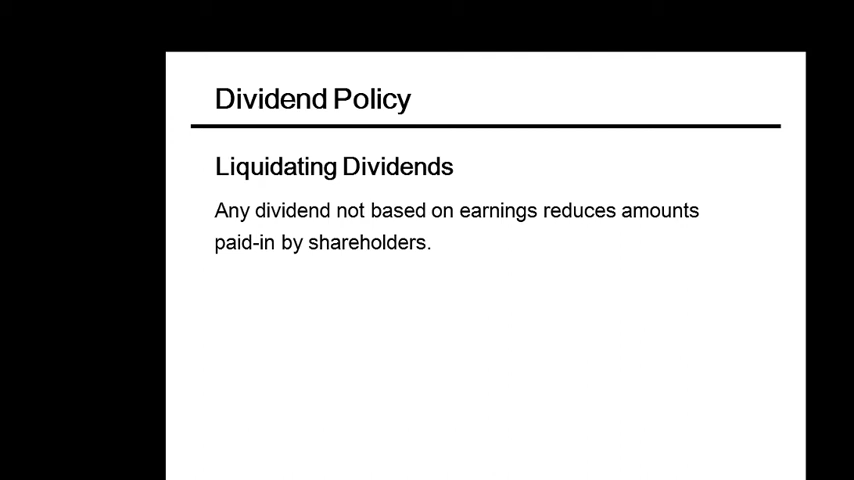 Dividend Policy
Liquidating Dividends
Any dividend not based on earnings reduces amounts
paid-in by shareholders.